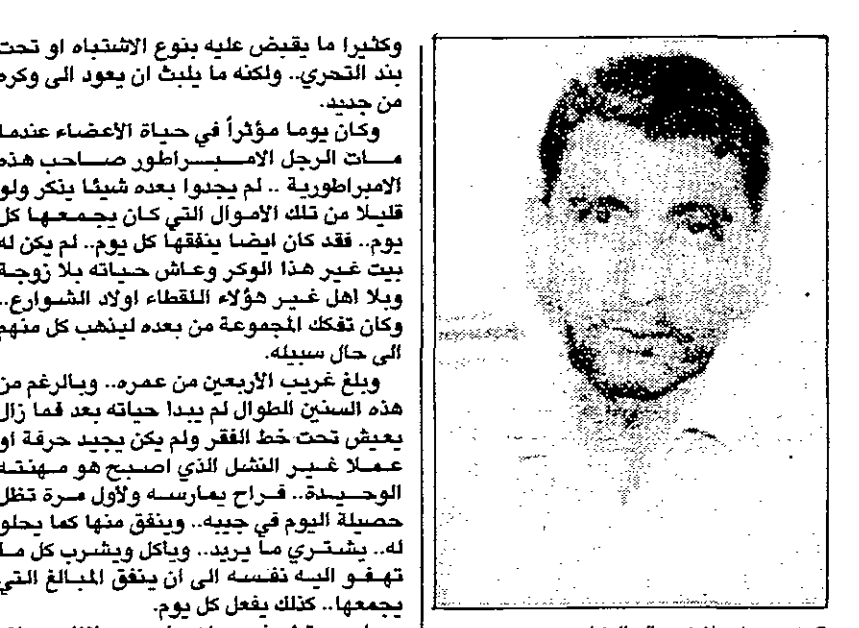 وكثيرا ما يقبض عليه بنوع الاشتباه او تحت
بند التحري.. ولكنه ما يلبث ان يعود الى وكره
من جديد.
وكان يوما مؤثراً في حياة الأعضاء عندما
مات الرجل الامبراطور صاحب هذه
الامبراطورية .. لم يجدوا بعده شيئا يذكر ولو
قليلا من تلك الاموال التي كان يجمعها كل
يوم.. فقد كان ايضا ينفقها كل يوم.. لم يكن له
بيت غير هذا الوكر وعاش حياته بلا زوجة
وبلا اهل غير هؤلاء اللقطاء اولاد الشوارع..
وكان تفكك المجموعة من بعده ليذهب كل منهم
الى حال سبيله.
وبلغ غريب الأربعين من عمره.. وبالرغم من
هذه السنين الطوال لم يبدا حياته بعد فما زال
يعيش تحت خط الفقر ولم يكن يجيد حرفة او
عملا غير النشل الذي اصبح هو مهنته
الوحيدة.. فراح يمارسه ولأول مرة تظل
حصيلة اليوم في جيبه.. وينفق منها كما يحلو
له.. يشتري ما يريد.. وياكل ويشرب كل ما
تهفو اليه نفسه الى ان ينفق المبالغ التي
يجمعها.. كذلك يفعل كل يوم.